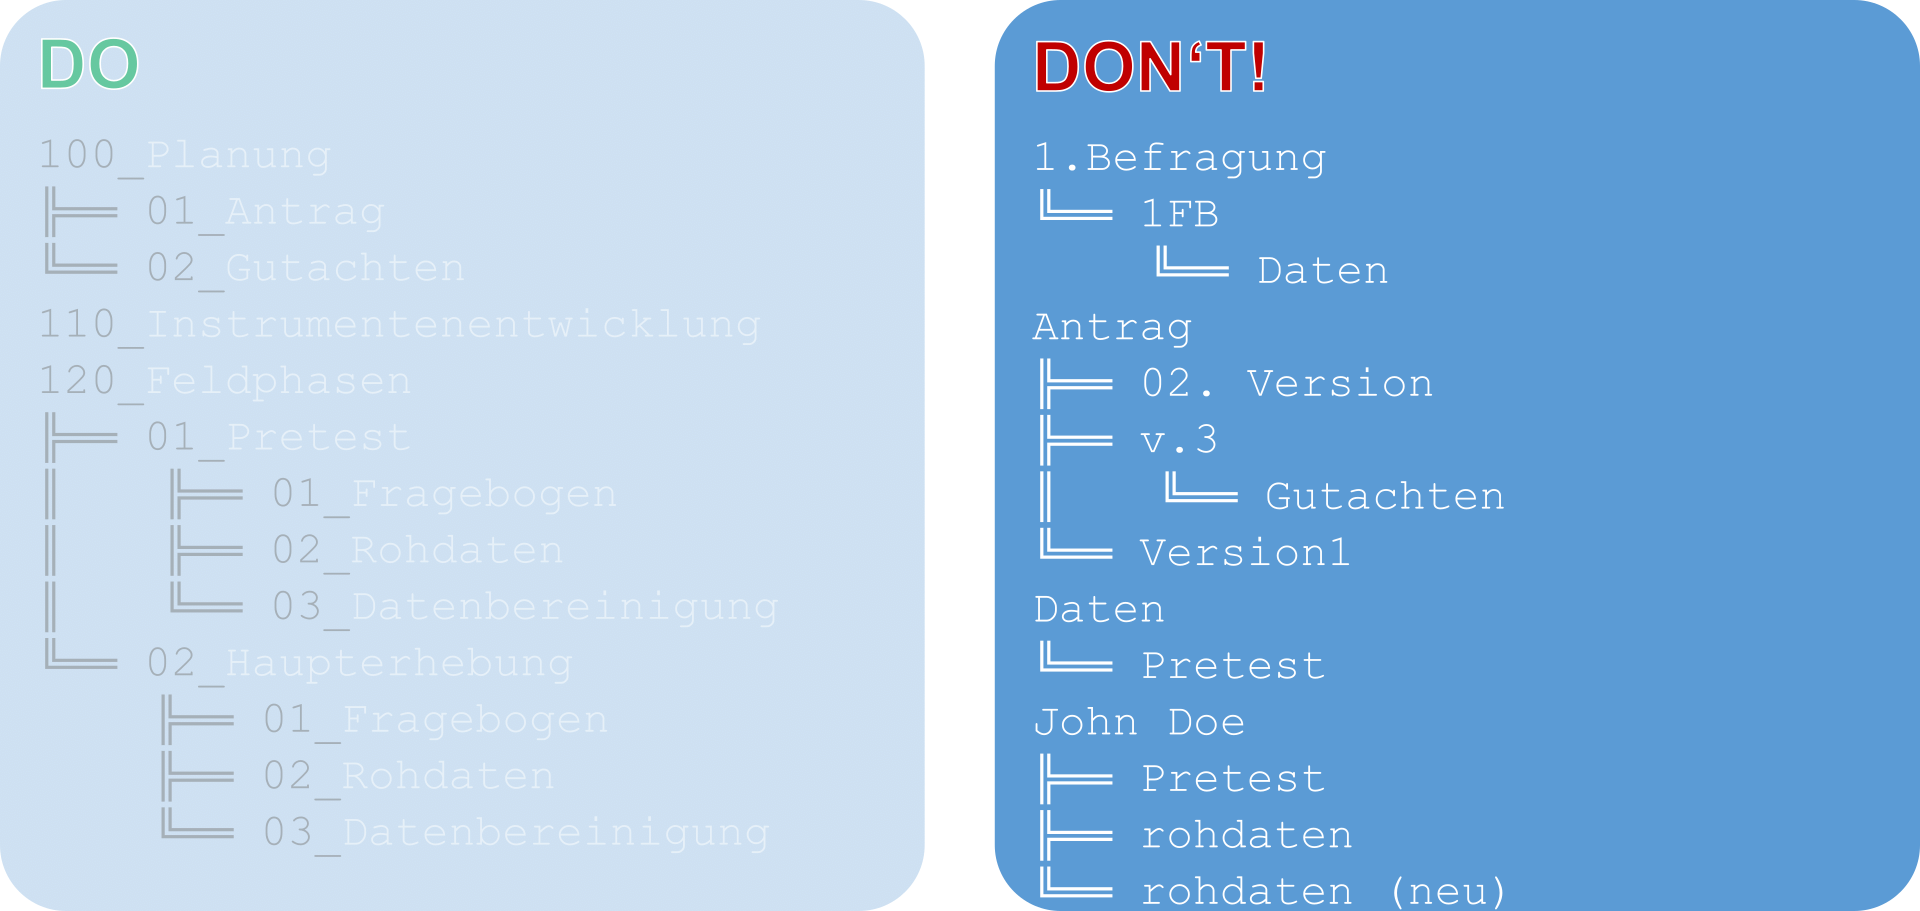 DO
100_Planung
╠══ 01_Antrag
╚══ 02_Gutachten
110_Instrumentenentwicklung
120_Feldphasen
╠══ 01_Pretest
║   ╠══ 01_Fragebogen
║   ╠══ 02_Rohdaten
║   ╚══ 03_Datenbereinigung
╚══ 02_Haupterhebung
    ╠══ 01_Fragebogen
    ╠══ 02_Rohdaten
    ╚══ 03_Datenbereinigung
DON‘T!
1.Befragung
╚══ 1FB
    ╚══ Daten
Antrag
╠══ 02. Version
╠══ v.3
║   ╚══ Gutachten
╚══ Version1
Daten
╚══ Pretest
John Doe
╠══ Pretest
╠══ rohdaten
╚══ rohdaten (neu)